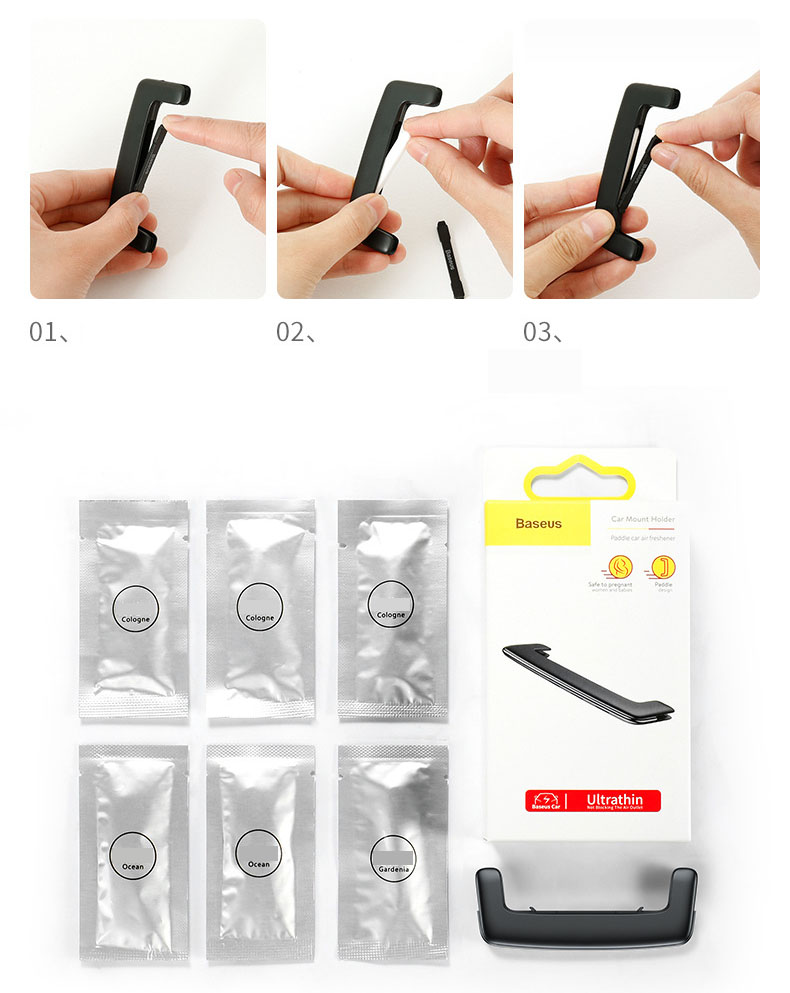 Baseus
01、
02、
03、
Baseus
Car Mount Holder
Paddle car air freshener
Safe to pregnant
women and babies
Paddle
design
Cologne
Cologne
Cologne
Baseus Car
Ultrathin
Not Blocking The Air Outlet
Ocean
Ocean
Gardenia